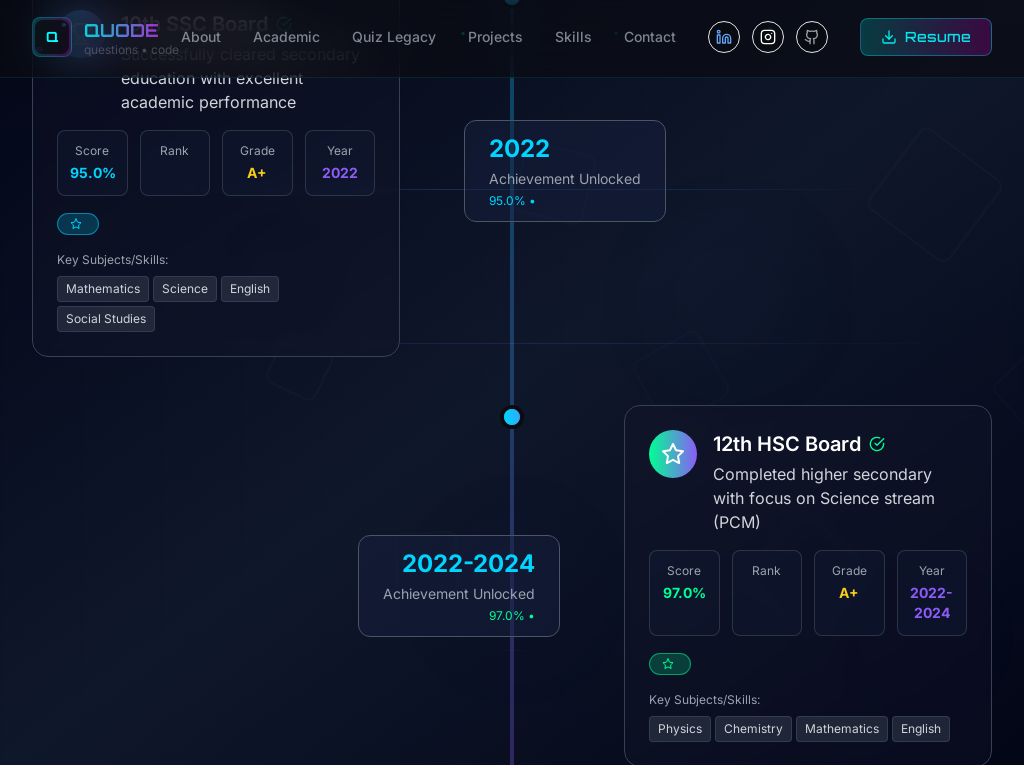 QUODE
questions • code
About
Academic
Quiz Legacy
Projects
Skills
Contact
Resume
10th SSC Board
Successfully cleared secondary
education with excellent
academic performance
Score
95.0%
Rank
Grade
A+
Year
2022
Key Subjects/Skills:
Mathematics
Science
English
Social Studies
2022
Achievement Unlocked
95.0% •
12th HSC Board
Completed higher secondary
with focus on Science stream
(PCM)
Score
97.0%
Rank
Grade
A+
Year
2022-
2024
Key Subjects/Skills:
Physics
Chemistry
Mathematics
English
2022-2024
Achievement Unlocked
97.0% •